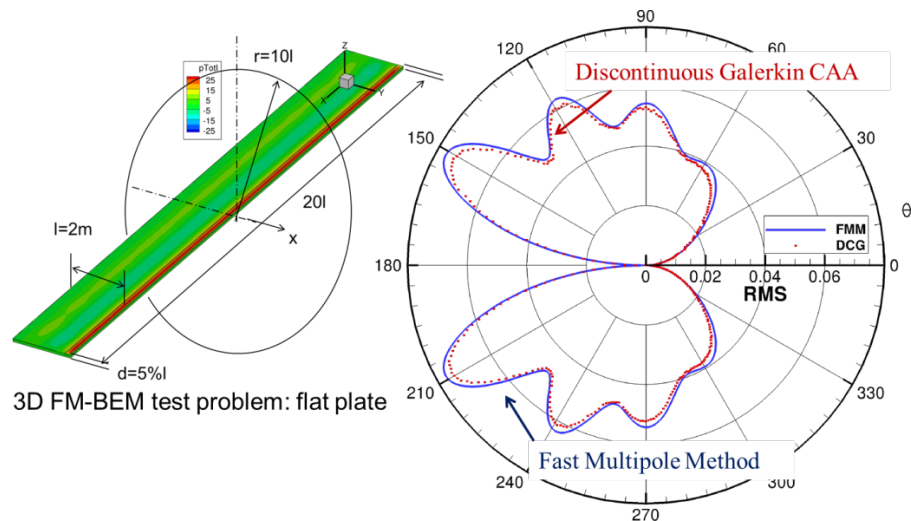 r=10l
pTotl
25
15
5
-5
-15
-25
Z
X
Y
20l
l=2m
x
d=5%l
3D FM-BEM test problem: flat plate
90
120
60
Discontinuous Galerkin CAA
150
30
θ
FMM
DCG
180
0
0.02
0.04
0.06
0
RMS
210
330
Fast Multipole Method
240
300
270